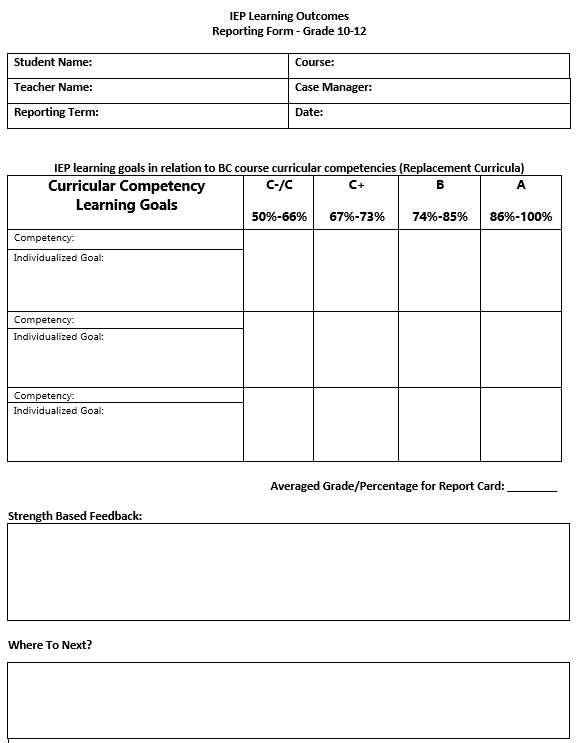 IEP Learning Outcomes
Reporting Form - Grade 10-12
Student Name: Course:
Teacher Name: Case Manager:
Reporting Term: Date:
IEP learning goals in relation to BC course curricular competencies (Replacement Curricula)
Curricular Competency C-/C C+ B A
Learning Goals 50%-66% 67%-73% 74%-85% 86%-100%
Competency:
Individualized Goal:
Competency:
Individualized Goal:
Competency:
Individualized Goal:
Averaged Grade/Percentage for Report Card: ________
Strength Based Feedback:
Where To Next?